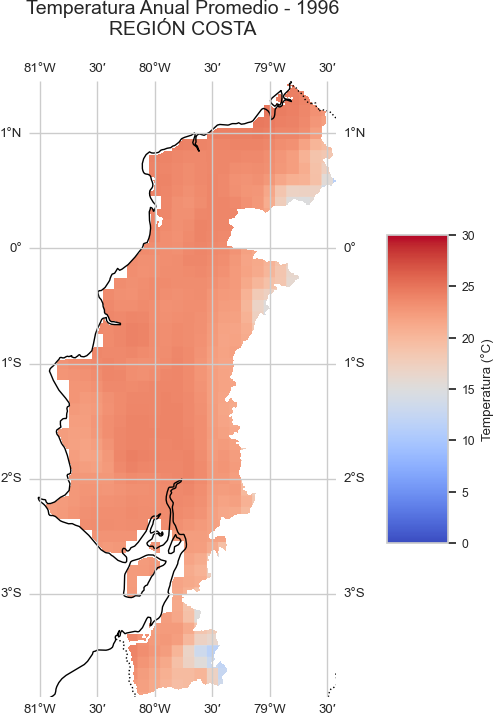 Temperatura Anual Promedio - 1996
REGIÓN COSTA
81°W 30′ 80°W 30′ 79°W 30′
1°N 1°N
0° 0°
1°S 1°S
2°S 2°S
3°S 3°S
81°W 30′ 80°W 30′ 79°W 30′
30
25
20
15
10
5
0
Temperatura (°C)